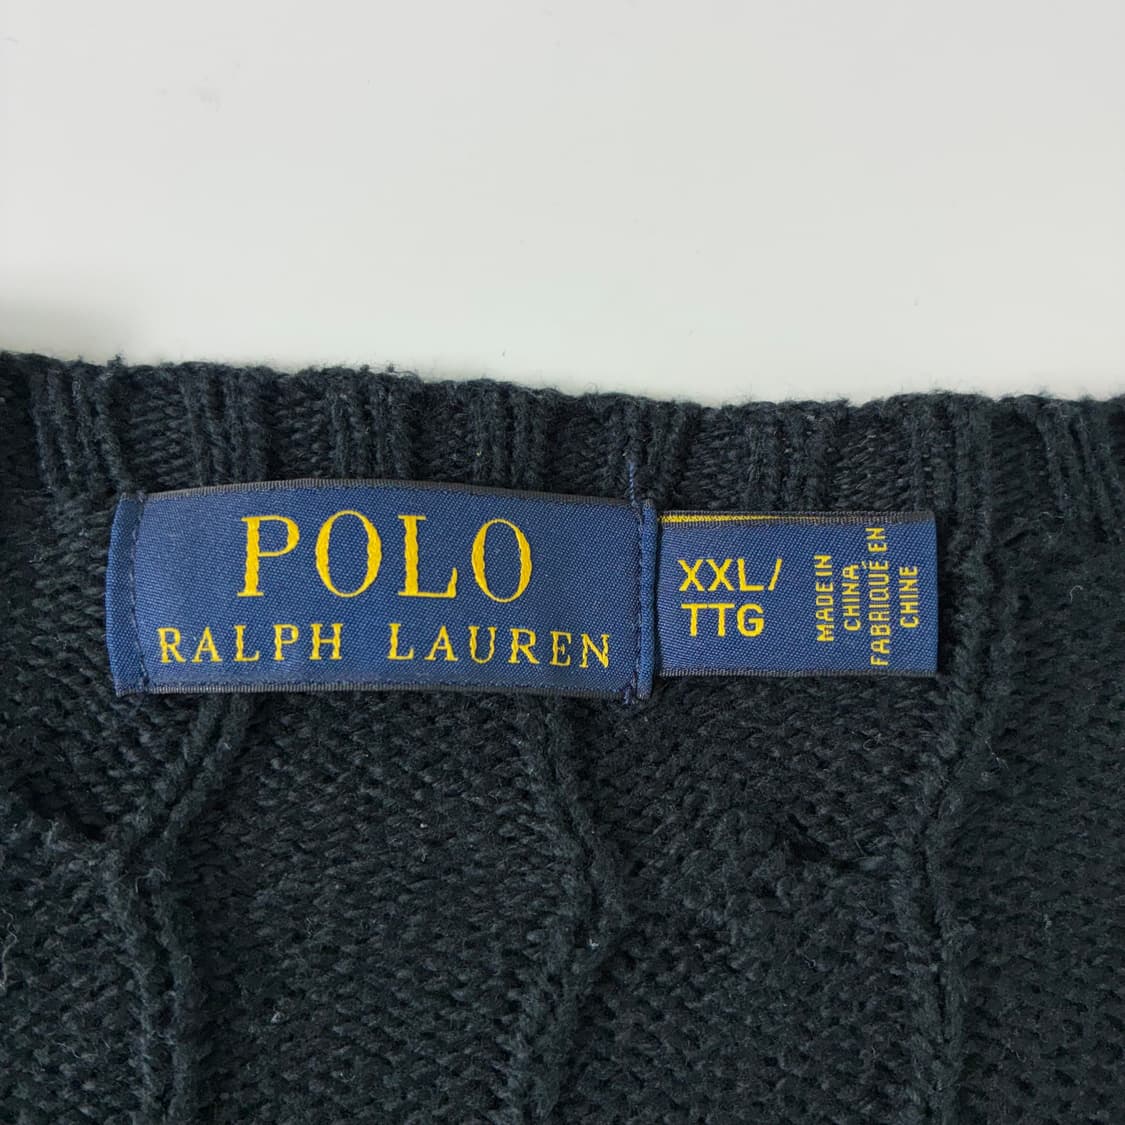 POLO
RALPH LAUREN
XXL/
TTG
MADE IN
CHINA
FABRIQUÉ EN
CHINE